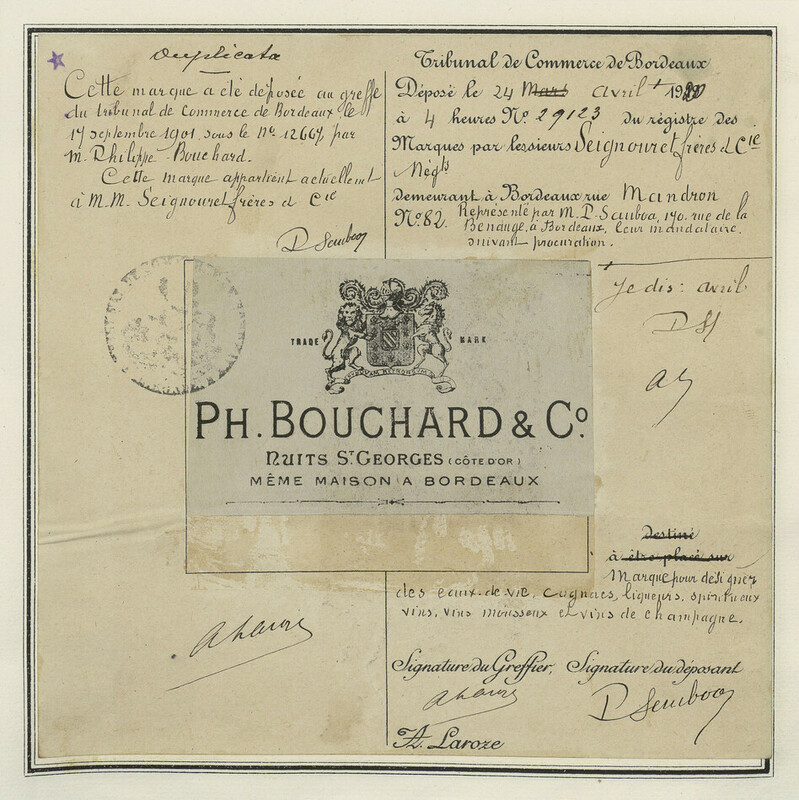 Duplicata
Cette marque a été déposée au greffe
du tribunal de Commerce de Bordeaux le
17 septembre 1901 sous le No 12667 par
M. Philippe Bouchard.
Cette marque appartient actuellement
à M.M. Seignouret frères & Cie
Tribunal de Commerce de Bordeaux
Déposé le 24 Mars avril 19
à 4 heures No. 29123 du régistre des
Marques par les sieurs Seignouret frères & Cie
Négts
demeurant à Bordeaux rue Mandron
No. 82. Représenté par M. P. Samboa, 190. rue de la
Benauge, à Bordeaux, leur mandataire,
suivant procuration.
Je dis: avril
TRADE MARK
PH. BOUCHARD & Co.
NUITS ST GEORGES (CÔTE D'OR)
MÊME MAISON A BORDEAUX
destiné
à être placé sur
Marque pour désigner
des eaux-de-vie, cognacs, liqueurs, spiritueux
vins, vins mousseux et vins de champagne.
Signature du Greffier, Signature du déposant
A. Laroze